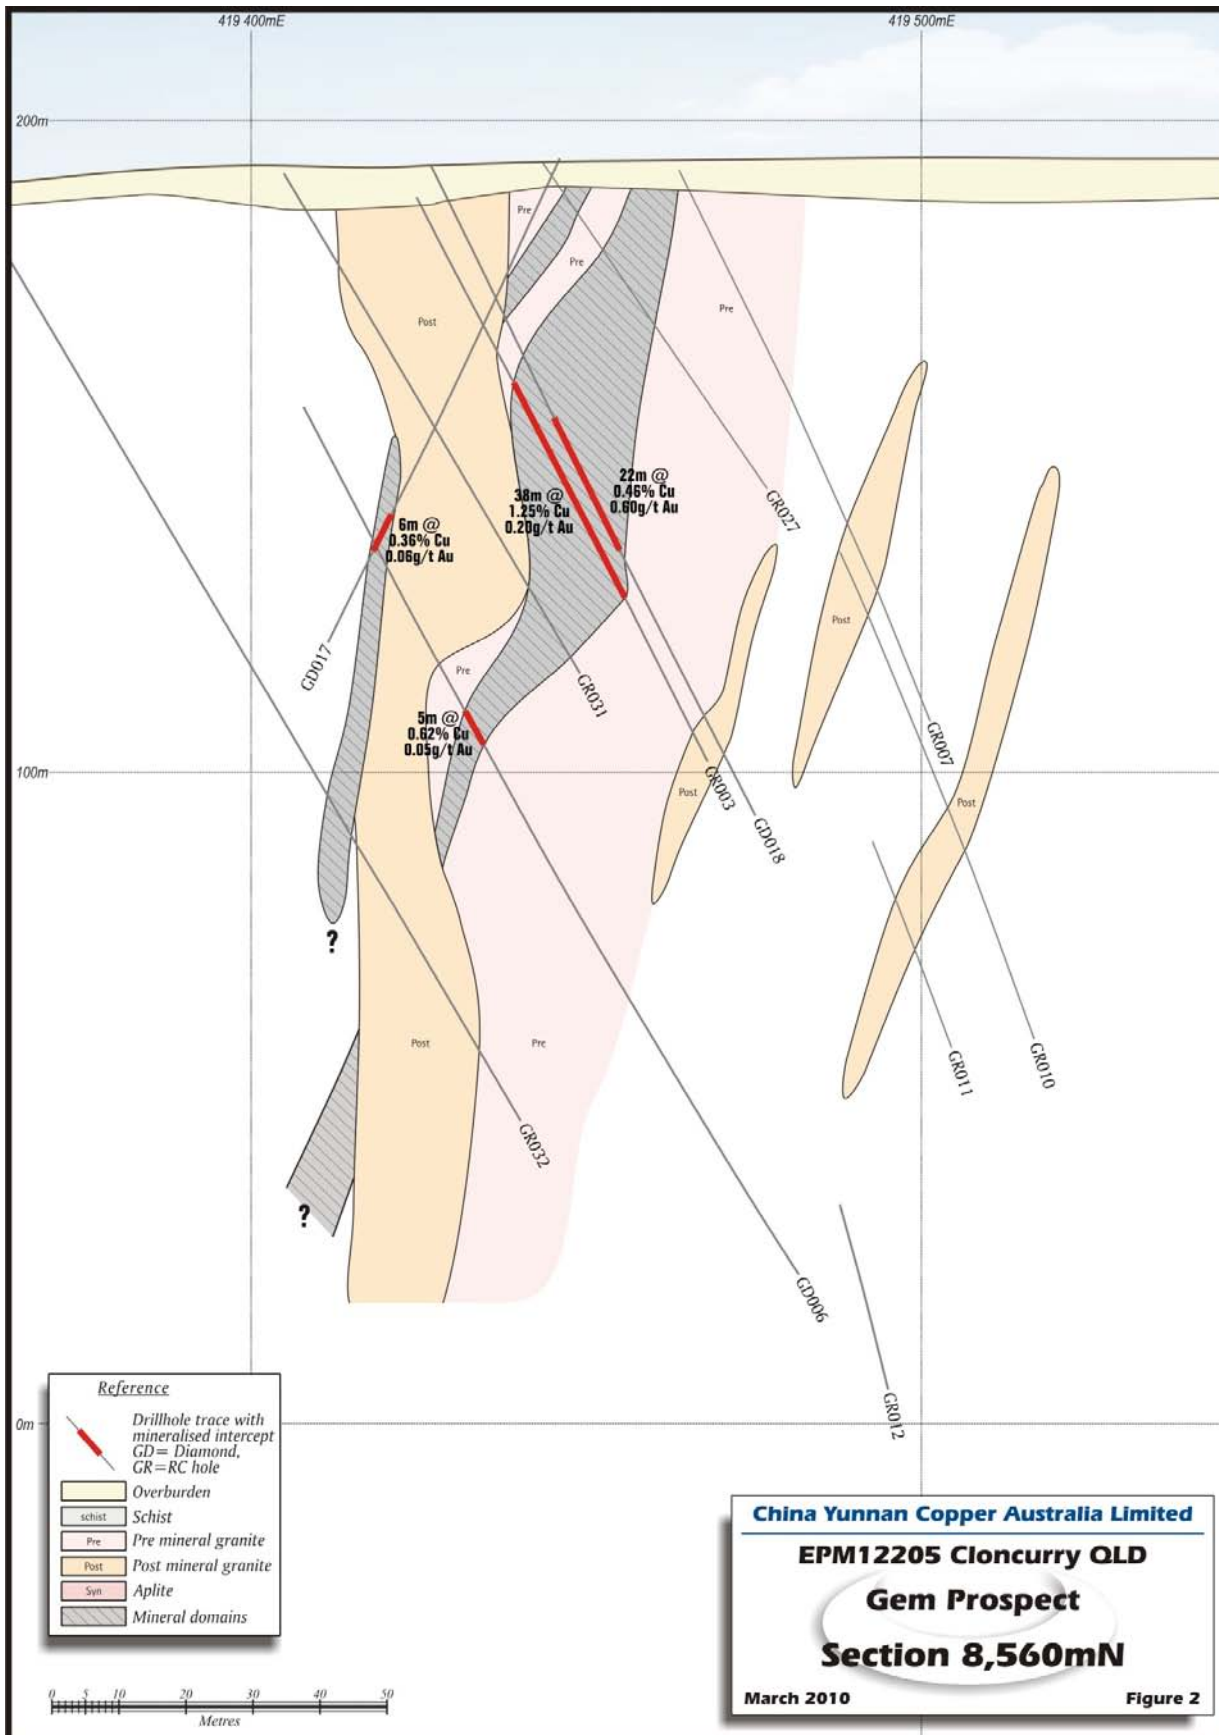 419 400mE
419 500mE
200m
Pre
Pre
Pre
Post
22m @
0.46% Cu
0.60g/t Au
38m @
1.25% Cu
0.20g/t Au
GR027
6m @
0.36% Cu
0.06g/t Au
Post
GD017
Pre
GR031
5m @
0.62% Cu
0.05g/t Au
GR007
100m
GR003
Post
Post
GD018
?
Post
Pre
GR011
GR010
GR032
?
GD006
GR012
0m
Reference
Drillhole trace with
mineralised intercept
GD= Diamond,
GR=RC hole
Overburden
schist Schist
Pre Pre mineral granite
Post Post mineral granite
Syn Aplite
Mineral domains
China Yunnan Copper Australia Limited
EPM12205 Cloncurry QLD
Gem Prospect
Section 8,560mN
March 2010 Figure 2
0 5 10 20 30 40 50
Metres